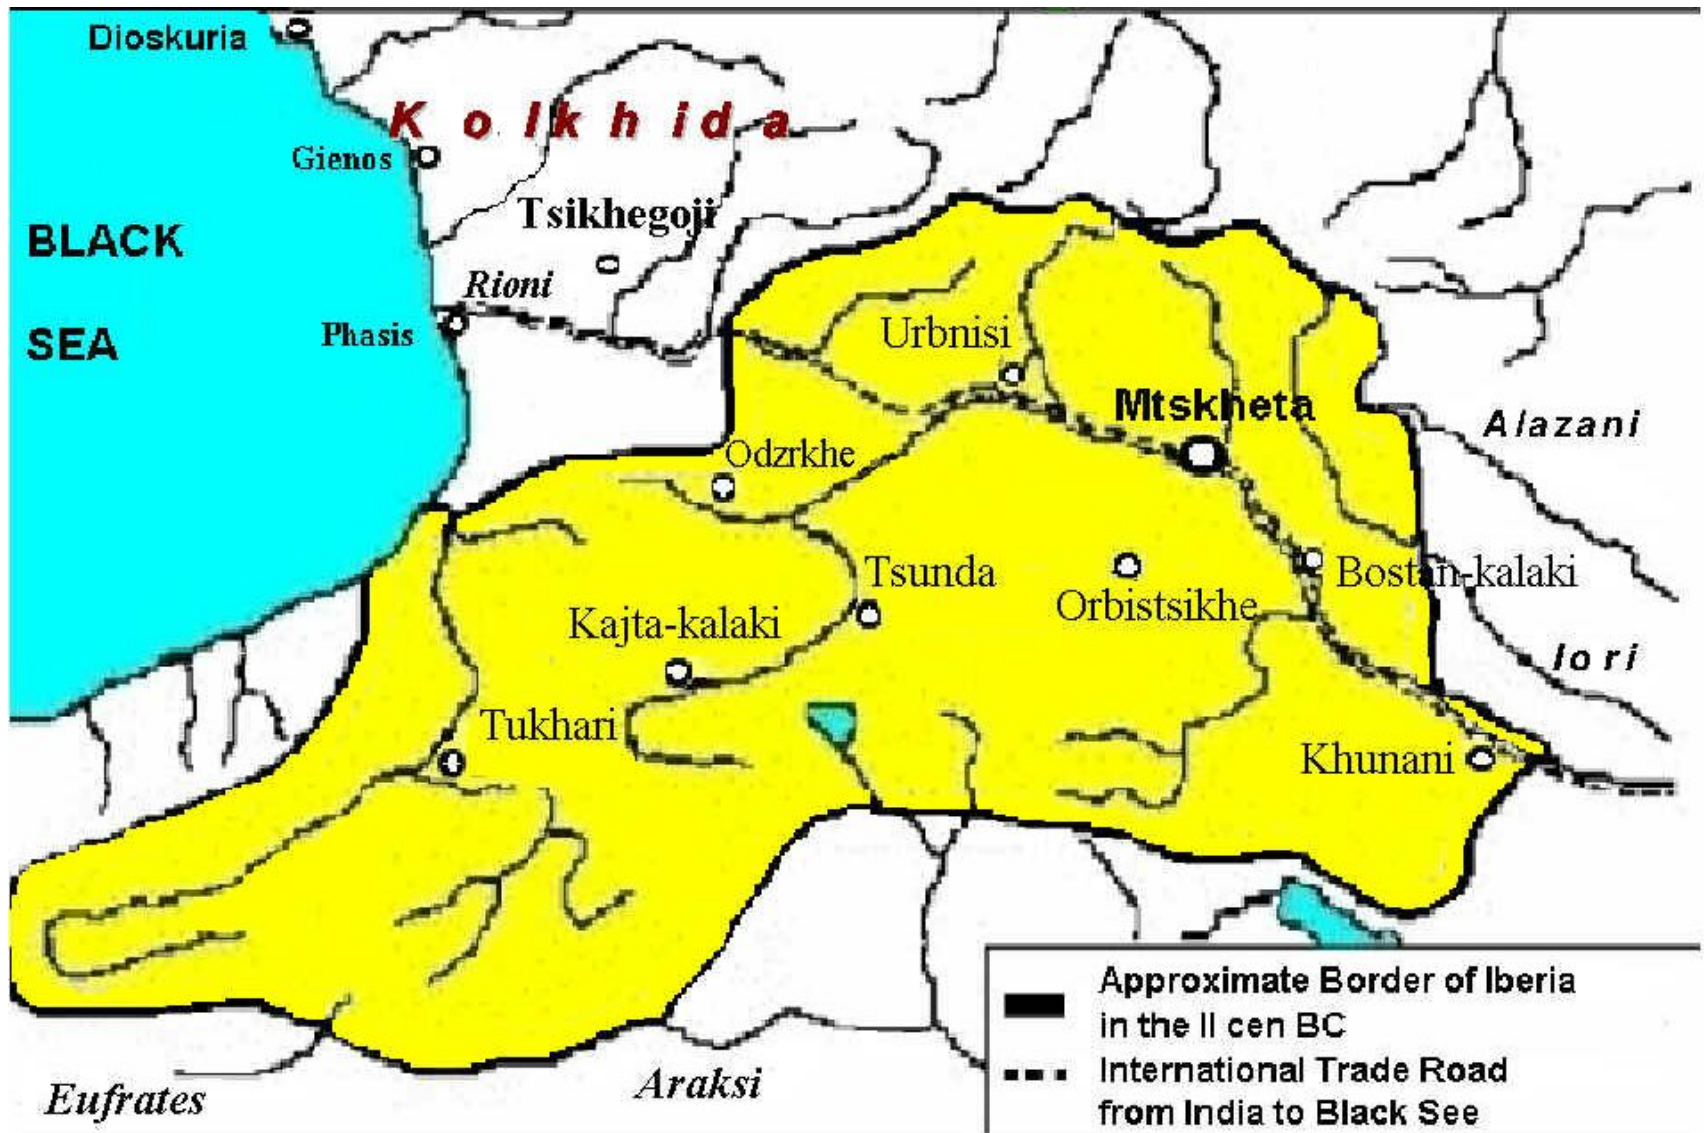 Dioskuria
Kolkhida
Gienos
Tsikhegoji
BLACK
SEA
Rioni
Phasis
Urbnisi
Mtskheta
Alazani
Odzrkhe
Tsunda
Bostan-kalaki
Orbistsikhe
Kajta-kalaki
Iori
Tukhari
Khunani
Eufrates
Araksi
Approximate Border of Iberia
in the II cen BC
International Trade Road
from India to Black See